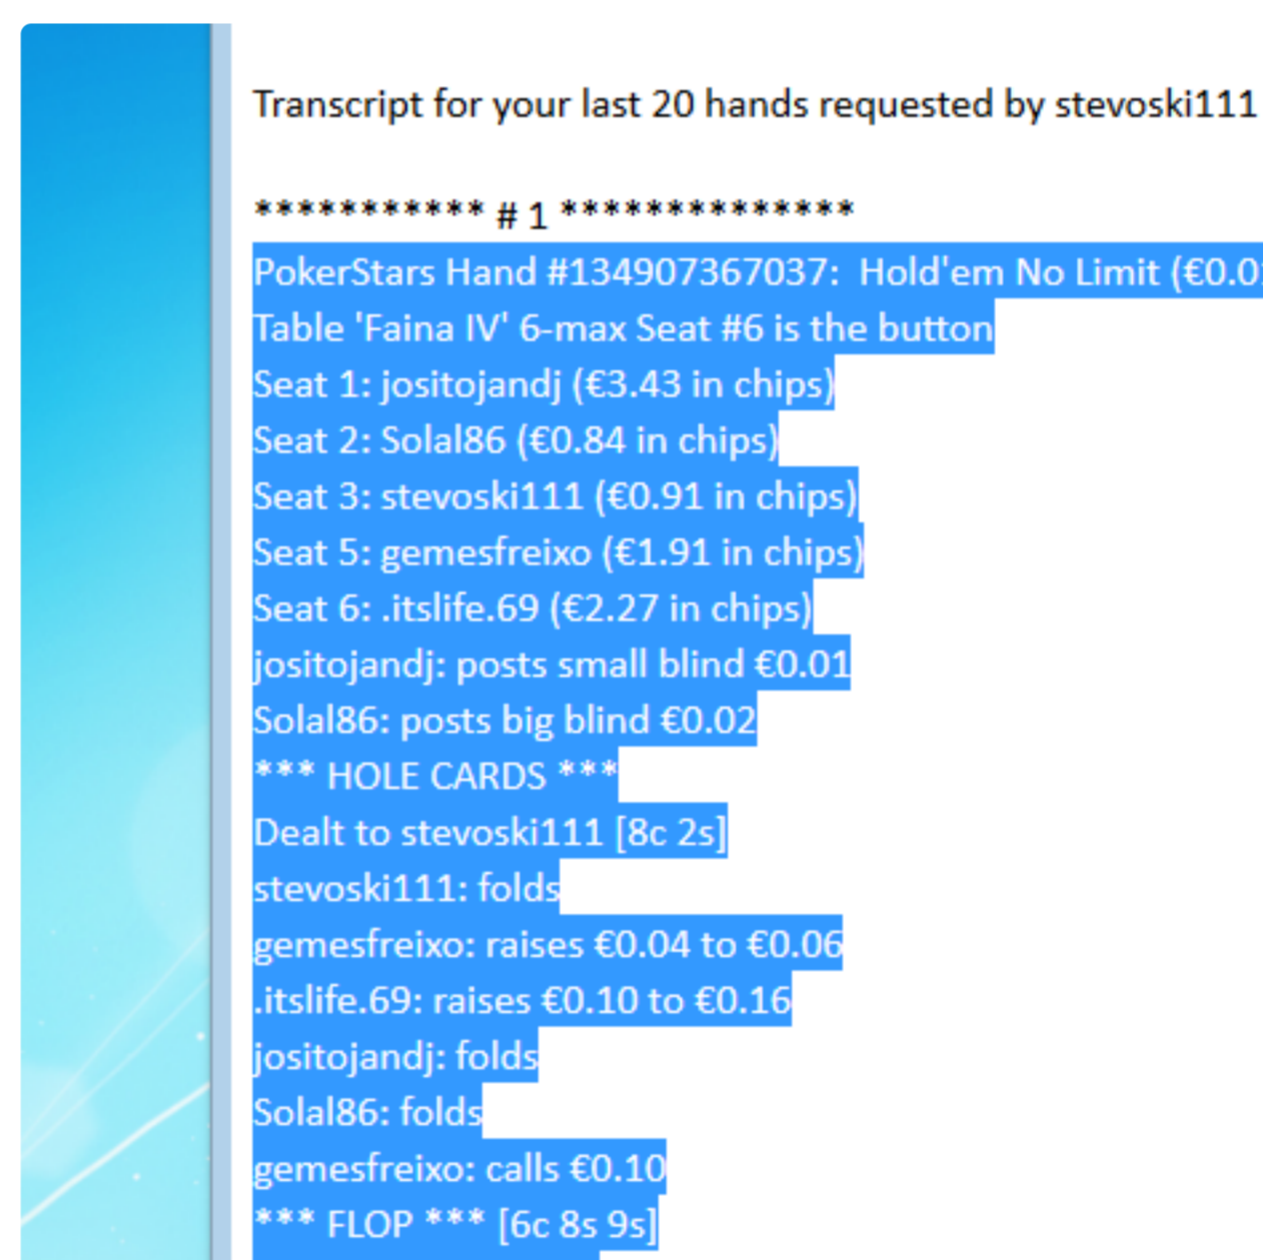 Transcript for your last 20 hands requested by stevoski111
*********** # 1 **************
PokerStars Hand #134907367037:  Hold'em No Limit (€0.01
Table 'Faina IV' 6-max Seat #6 is the button
Seat 1: jositojandj (€3.43 in chips)
Seat 2: Solal86 (€0.84 in chips)
Seat 3: stevoski111 (€0.91 in chips)
Seat 5: gemesfreixo (€1.91 in chips)
Seat 6: .itslife.69 (€2.27 in chips)
jositojandj: posts small blind €0.01
Solal86: posts big blind €0.02
*** HOLE CARDS ***
Dealt to stevoski111 [8c 2s]
stevoski111: folds
gemesfreixo: raises €0.04 to €0.06
.itslife.69: raises €0.10 to €0.16
jositojandj: folds
Solal86: folds
gemesfreixo: calls €0.10
*** FLOP *** [6c 8s 9s]